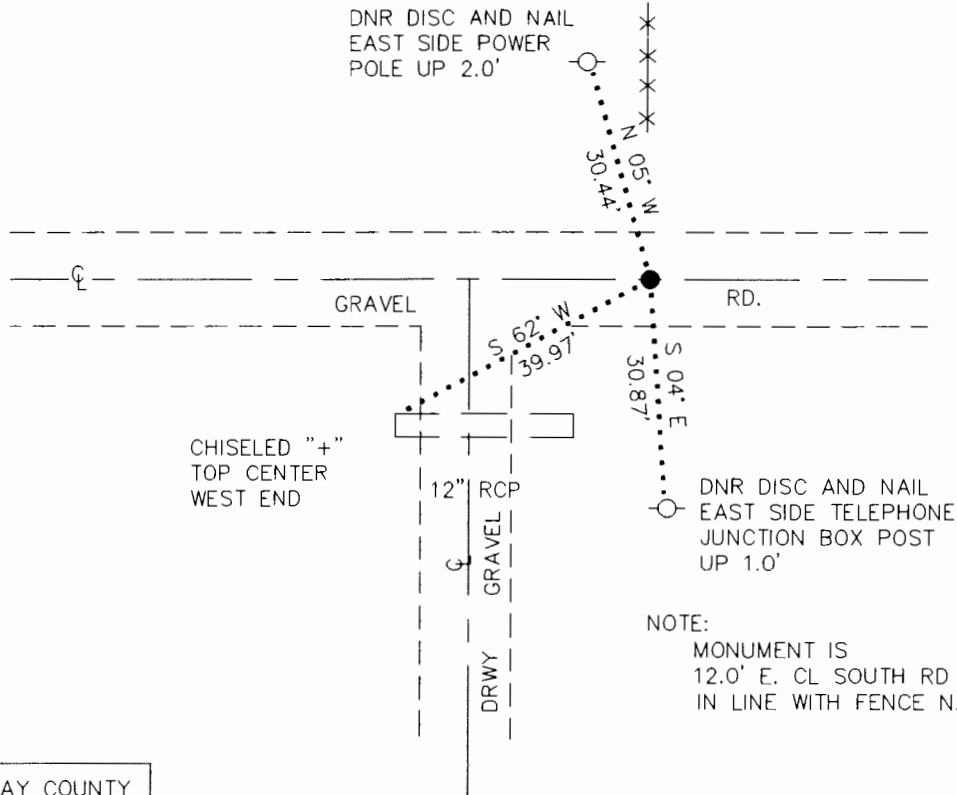 DNR DISC AND NAIL
EAST SIDE POWER
POLE UP 2.0'
N 05° W
30.44'
℄
GRAVEL
RD.
S 62° W
39.97'
S 04° E
30.87'
CHISELED "+"
TOP CENTER
WEST END
12" RCP
DNR DISC AND NAIL
EAST SIDE TELEPHONE
JUNCTION BOX POST
UP 1.0'
℄
GRAVEL
DRWY
NOTE:
MONUMENT IS
12.0' E. CL SOUTH RD
IN LINE WITH FENCE N.
AY COUNTY